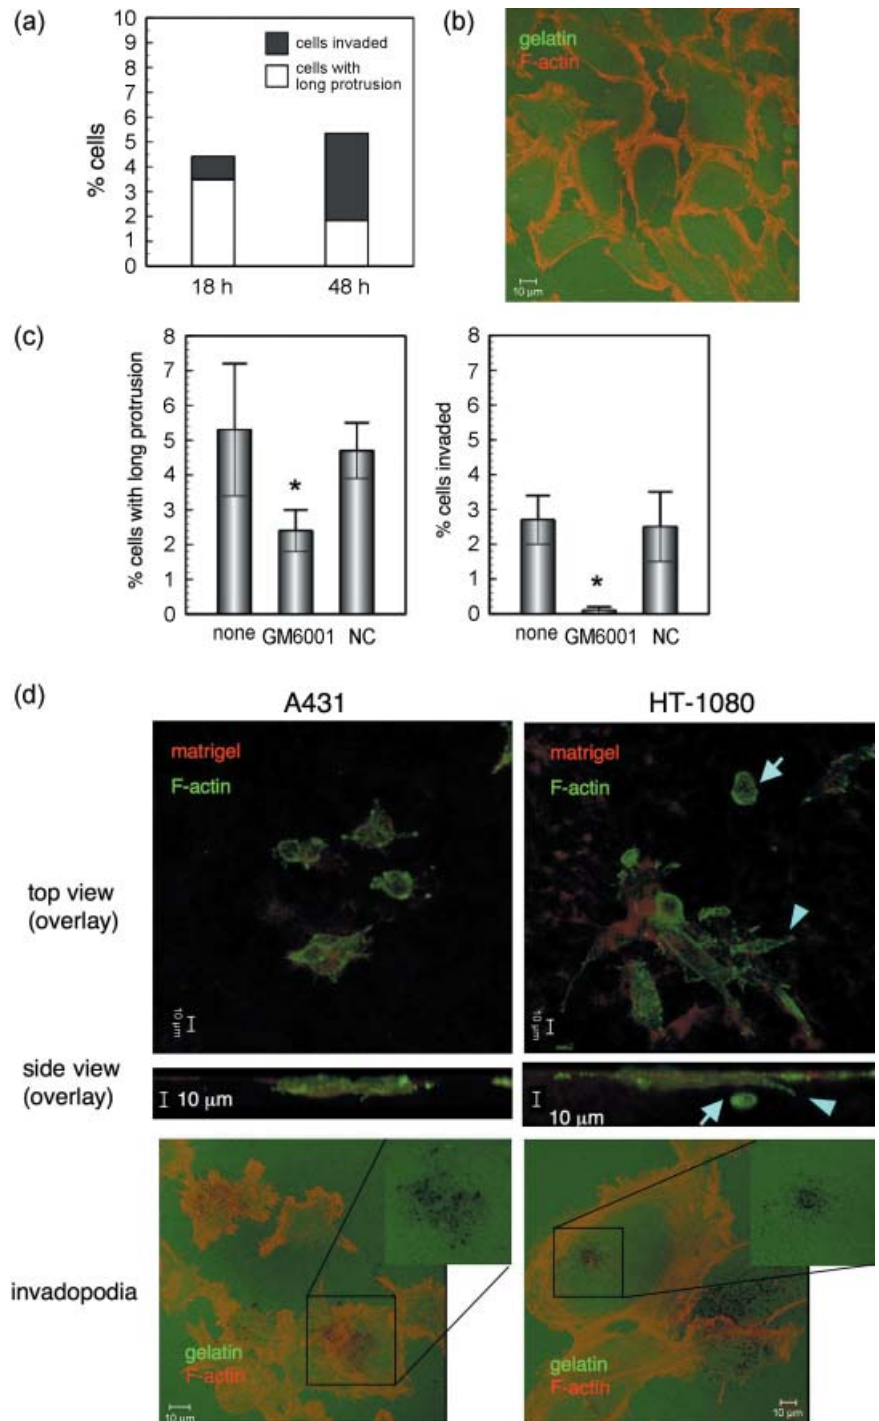 (a)
10
9
8
7
6
5
4
3
2
1
0
% cells
cells invaded
cells with
long protrusion
18 h
48 h
(b)
gelatin
F-actin
10 μm
(c)
8
7
6
5
4
3
2
1
0
% cells with long protrusion
*
none
GM6001
NC
8
7
6
5
4
3
2
1
0
% cells invaded
*
none
GM6001
NC
(d)
A431
HT-1080
top view
(overlay)
matrigel
F-actin
10 μm
matrigel
F-actin
10 μm
side view
(overlay)
10 μm
10 μm
invadopodia
gelatin
F-actin
10 μm
gelatin
F-actin
10 μm